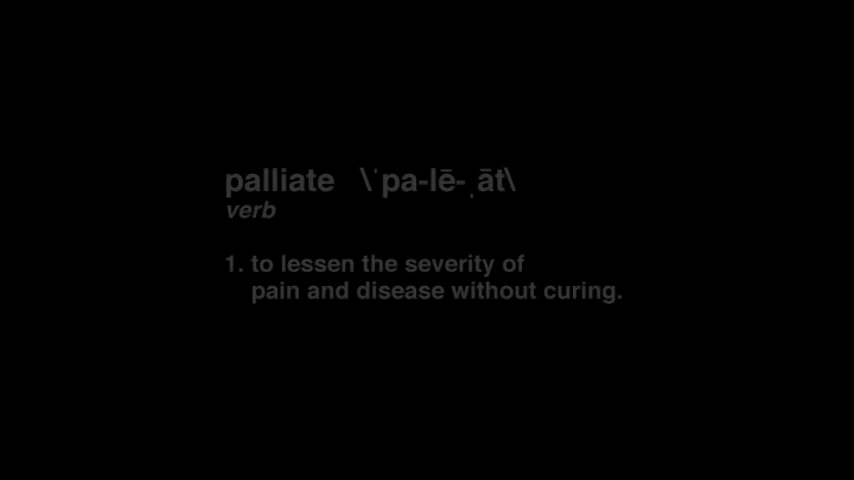 palliate \ˈpa-lē-ˌāt\
verb
1. to lessen the severity of
pain and disease without curing.